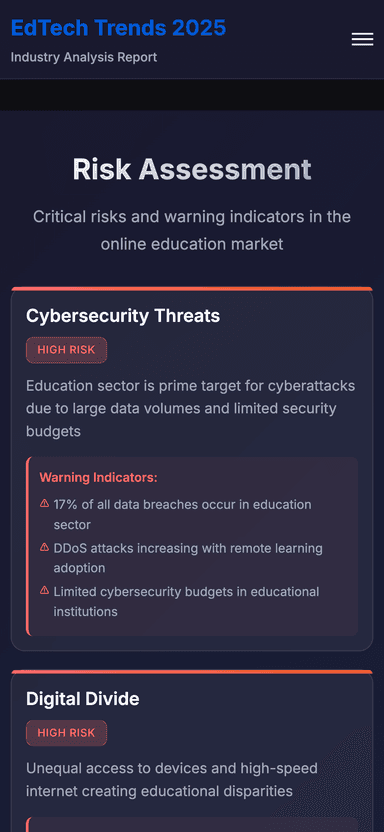 EdTech Trends 2025
Industry Analysis Report
Risk Assessment
Critical risks and warning indicators in the
online education market
Cybersecurity Threats
HIGH RISK
Education sector is prime target for cyberattacks
due to large data volumes and limited security
budgets
Warning Indicators:
17% of all data breaches occur in education
sector
DDoS attacks increasing with remote learning
adoption
Limited cybersecurity budgets in educational
institutions
Digital Divide
HIGH RISK
Unequal access to devices and high-speed
internet creating educational disparities